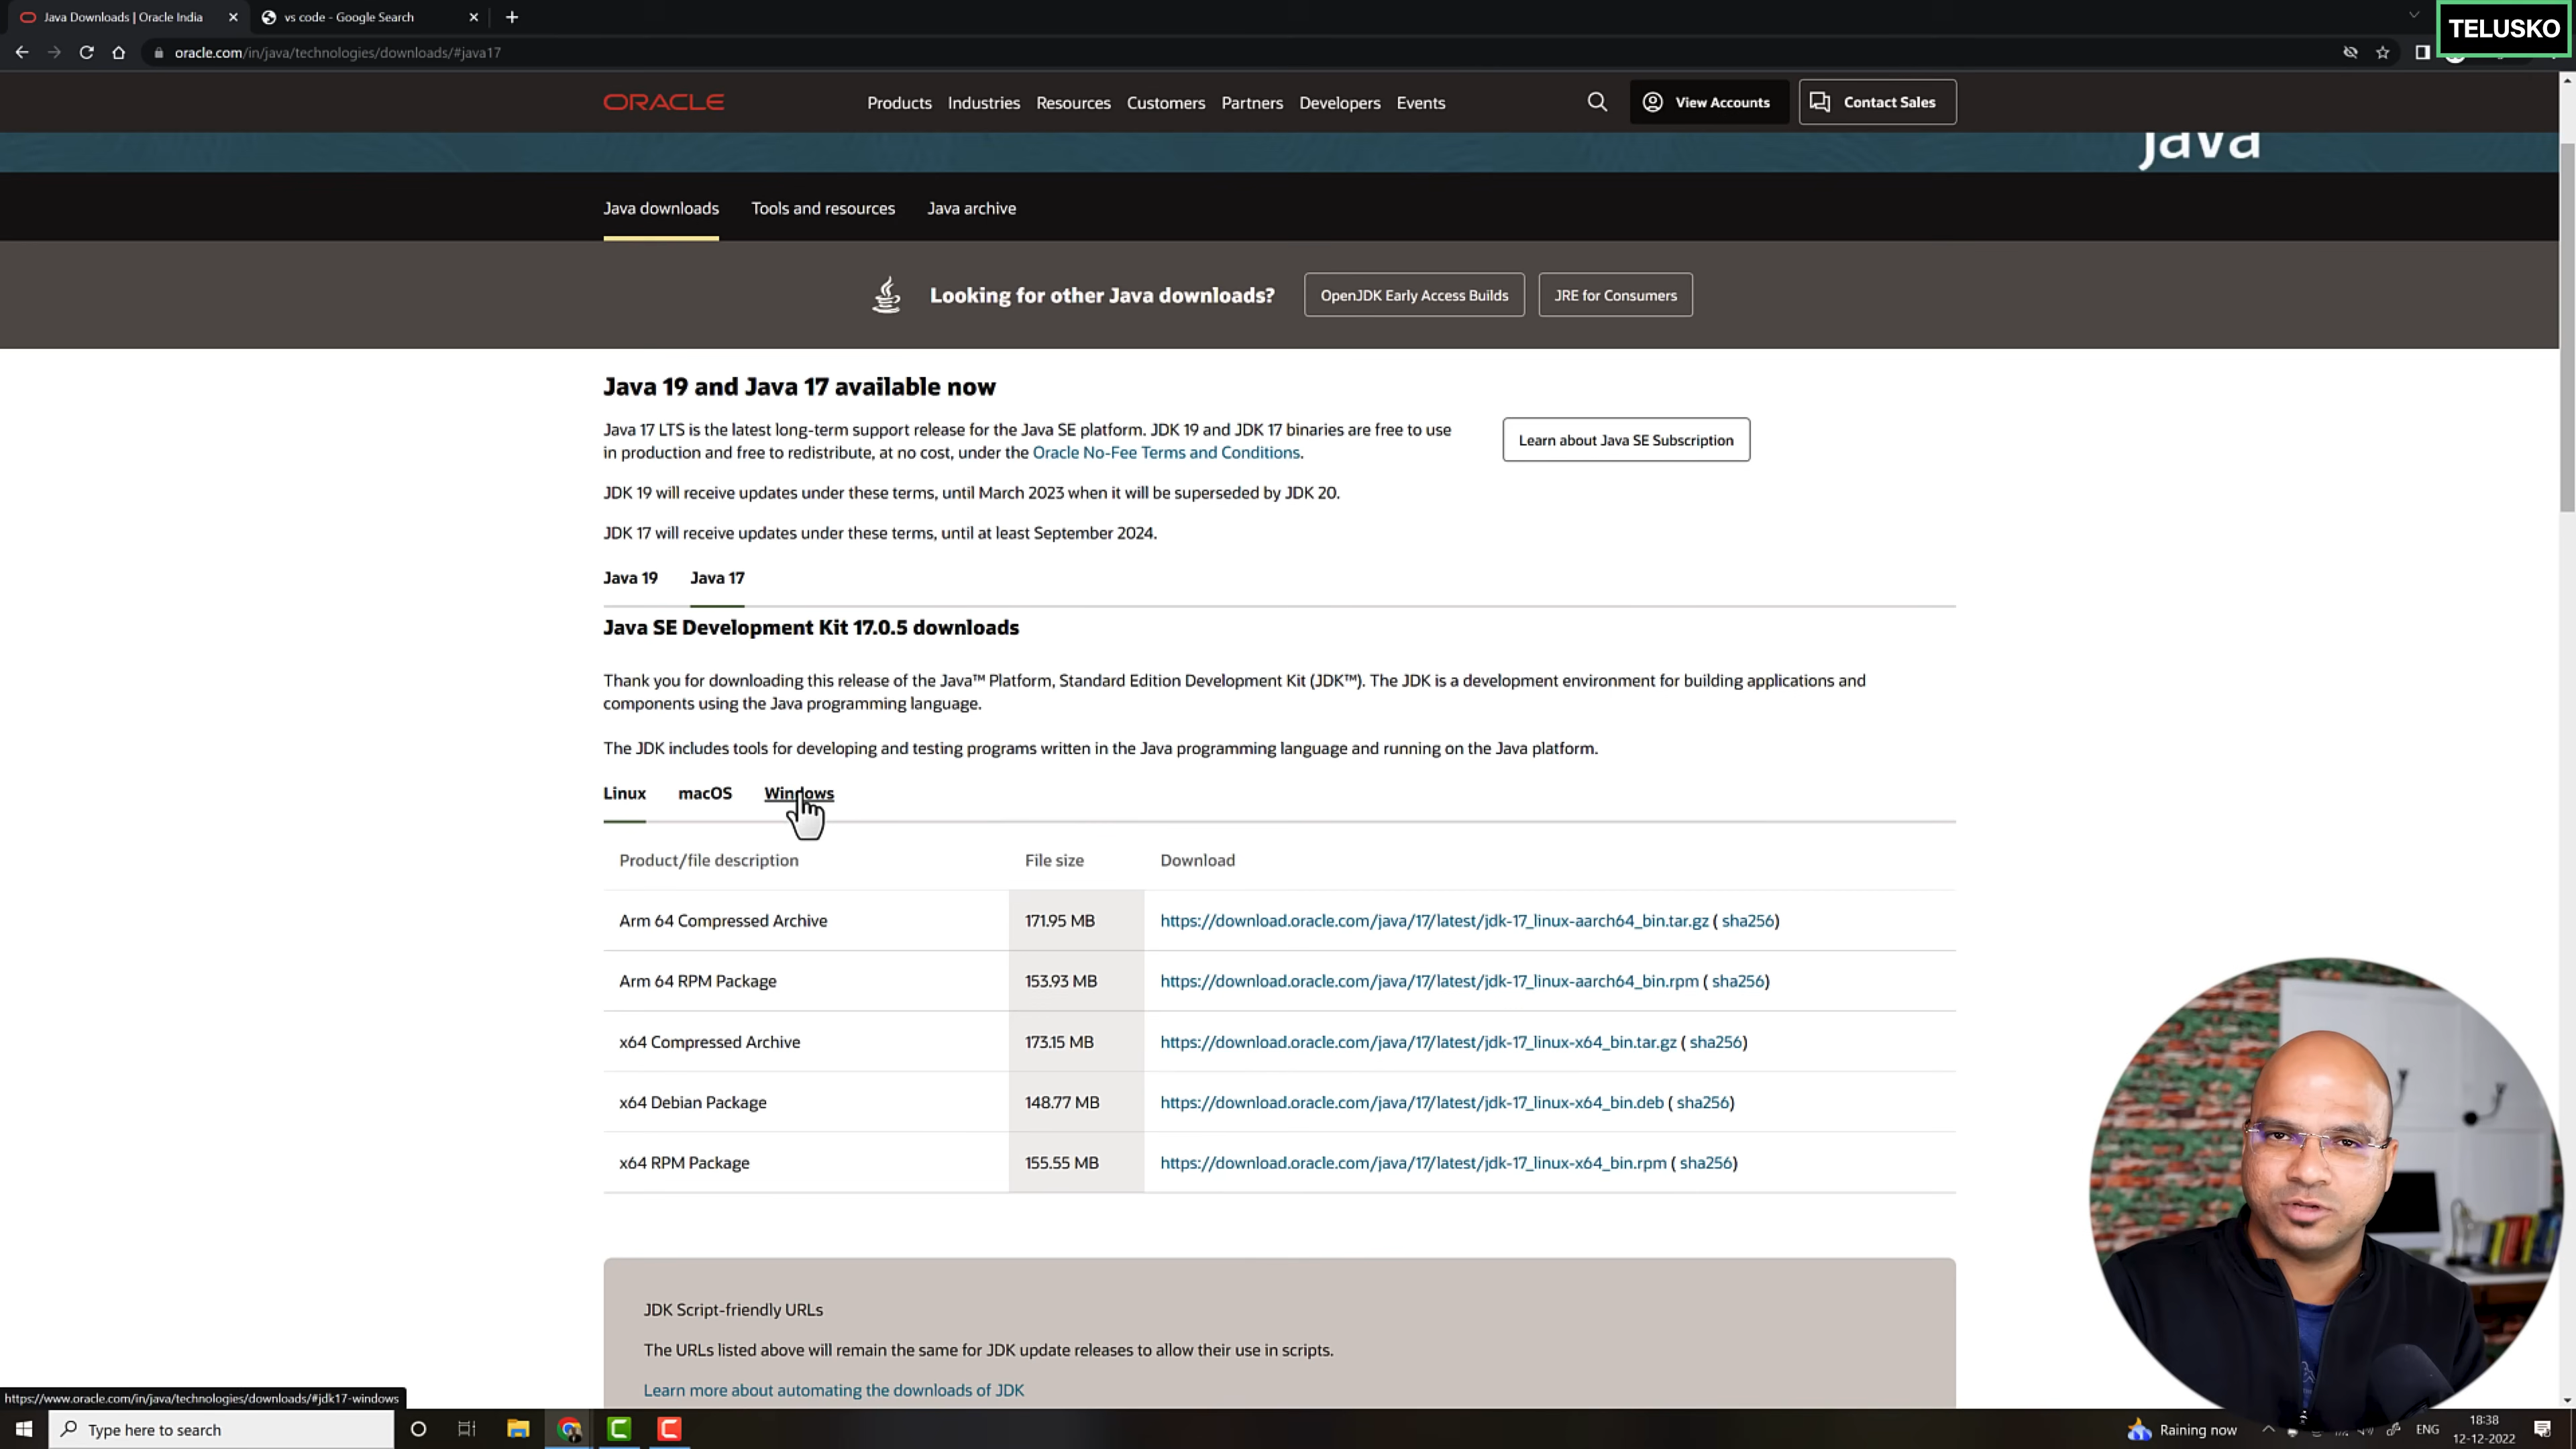 Java Downloads | Oracle India
vs code - Google Search
TELUSKO
oracle.com/in/java/technologies/downloads/#java17
ORACLE
Products Industries Resources Customers Partners Developers Events
View Accounts
Contact Sales
Java
Java downloads Tools and resources Java archive
Looking for other Java downloads?
OpenJDK Early Access Builds
JRE for Consumers
Java 19 and Java 17 available now
Java 17 LTS is the latest long-term support release for the Java SE platform. JDK 19 and JDK 17 binaries are free to use
in production and free to redistribute, at no cost, under the Oracle No-Fee Terms and Conditions.
Learn about Java SE Subscription
JDK 19 will receive updates under these terms, until March 2023 when it will be superseded by JDK 20.
JDK 17 will receive updates under these terms, until at least September 2024.
Java 19 Java 17
Java SE Development Kit 17.0.5 downloads
Thank you for downloading this release of the Java™ Platform, Standard Edition Development Kit (JDK™). The JDK is a development environment for building applications and
components using the Java programming language.
The JDK includes tools for developing and testing programs written in the Java programming language and running on the Java platform.
Linux macOS Windows
Product/file description File size Download
Arm 64 Compressed Archive 171.95 MB https://download.oracle.com/java/17/latest/jdk-17_linux-aarch64_bin.tar.gz ( sha256)
Arm 64 RPM Package 153.93 MB https://download.oracle.com/java/17/latest/jdk-17_linux-aarch64_bin.rpm ( sha256)
x64 Compressed Archive 173.15 MB https://download.oracle.com/java/17/latest/jdk-17_linux-x64_bin.tar.gz ( sha256)
x64 Debian Package 148.77 MB https://download.oracle.com/java/17/latest/jdk-17_linux-x64_bin.deb ( sha256)
x64 RPM Package 155.55 MB https://download.oracle.com/java/17/latest/jdk-17_linux-x64_bin.rpm ( sha256)
JDK Script-friendly URLs
The URLs listed above will remain the same for JDK update releases to allow their use in scripts.
Learn more about automating the downloads of JDK
https://www.oracle.com/in/java/technologies/downloads/#jdk17-windows
Type here to search
Raining now
ENG
18:38
12-12-2022